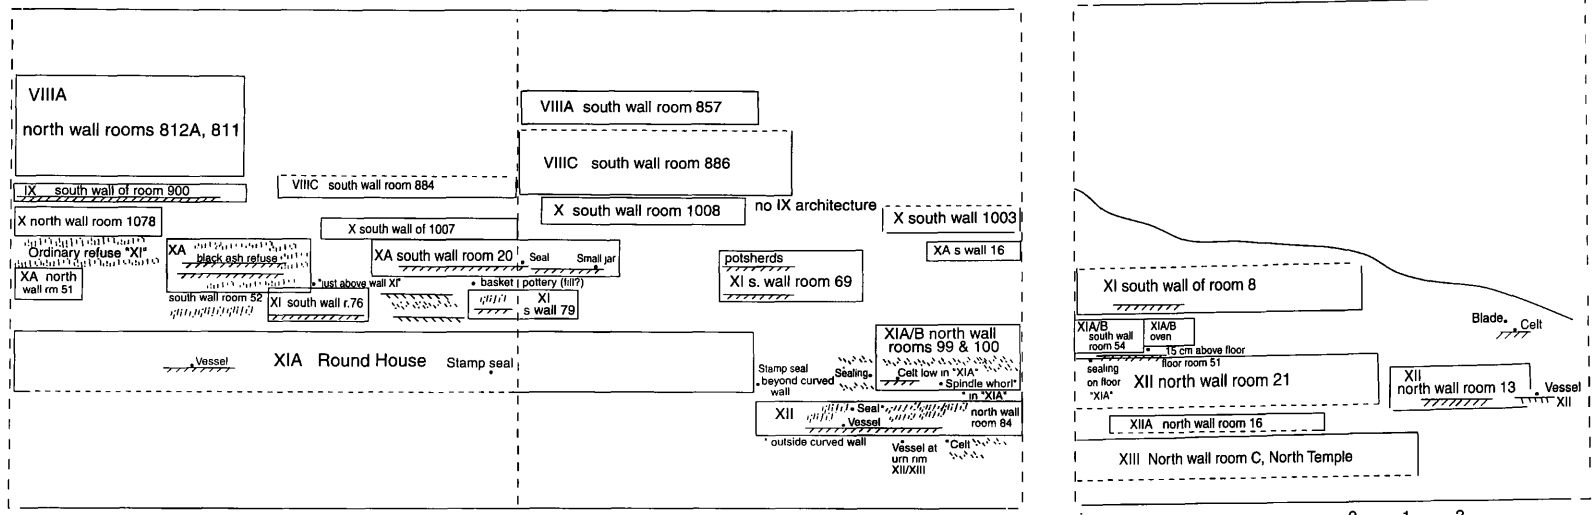 VIIIA
north wall rooms 812A, 811
VIIIA south wall room 857
VIIIC south wall room 886
IX south wall of room 900
VIIIC south wall room 884
X north wall room 1078
X south wall of 1007
X south wall room 1008
no IX architecture
X south wall 1003
Ordinary refuse "XI"
XA
black ash refuse
XA south wall room 20
Seal
Small jar
XA s wall 16
XA north
wall rm 51
south wall room 52
"just above wall XI"
basket pottery (fill?)
potsherds
XI s. wall room 69
XI south wall r.76
XI
s wall 79
XIA Round House
Vessel
Stamp seal
Stamp seal
beyond curved
wall
Sealing
XIA/B north wall
rooms 99 & 100
Celt low in "XIA"
Spindle whorl"
" in "XIA"
XII
Seal
Vessel
north wall
room 84
" outside curved wall
Vessel at
urn rim
XII/XIII
"Celt
XI south wall of room 8
XIA/B
south wall
room 54
XIA/B
oven
15 cm above floor
floor room 51
sealing
on floor
"XIA"
XII north wall room 21
XII
north wall room 13
Blade
Celt
Vessel
XII
XIIA north wall room 16
XIII North wall room C, North Temple